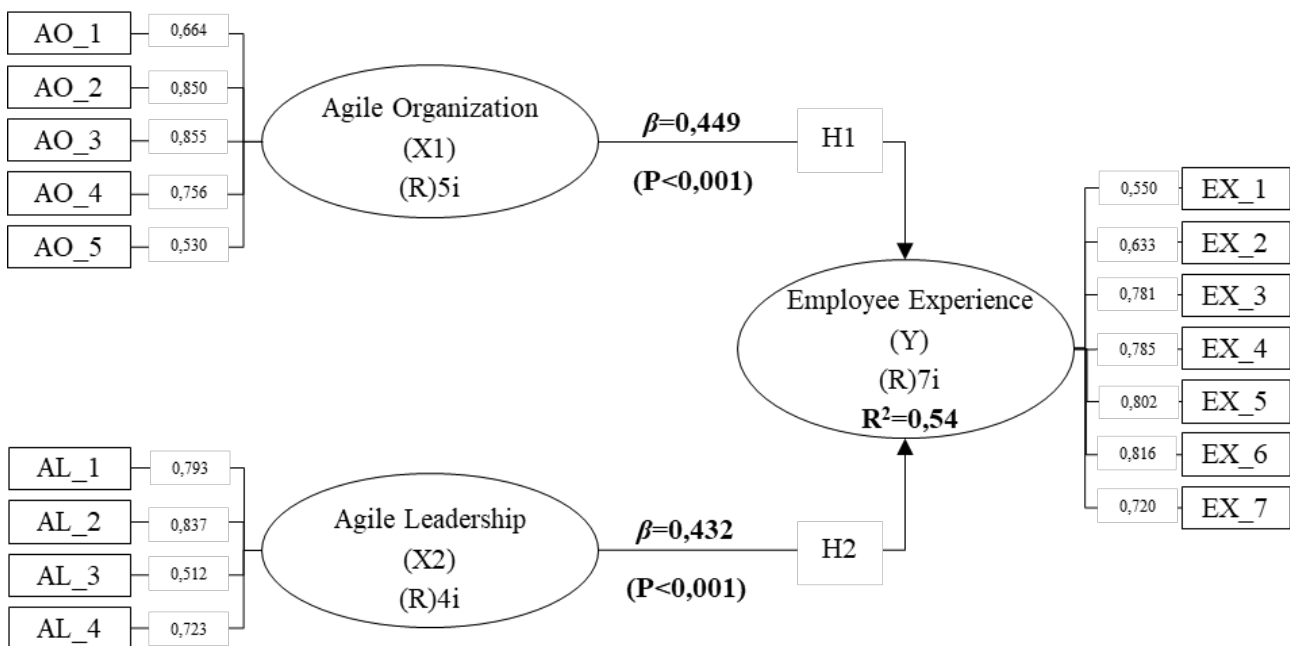 AO_1
0,664
AO_2
0,850
AO_3
0,855
AO_4
0,756
AO_5
0,530
Agile Organization
(X1)
(R)5i
β=0,449
(P<0,001)
H1
AL_1
0,793
AL_2
0,837
AL_3
0,512
AL_4
0,723
Agile Leadership
(X2)
(R)4i
β=0,432
(P<0,001)
H2
Employee Experience
(Y)
(R)7i
R²=0,54
0,550
EX_1
0,633
EX_2
0,781
EX_3
0,785
EX_4
0,802
EX_5
0,816
EX_6
0,720
EX_7